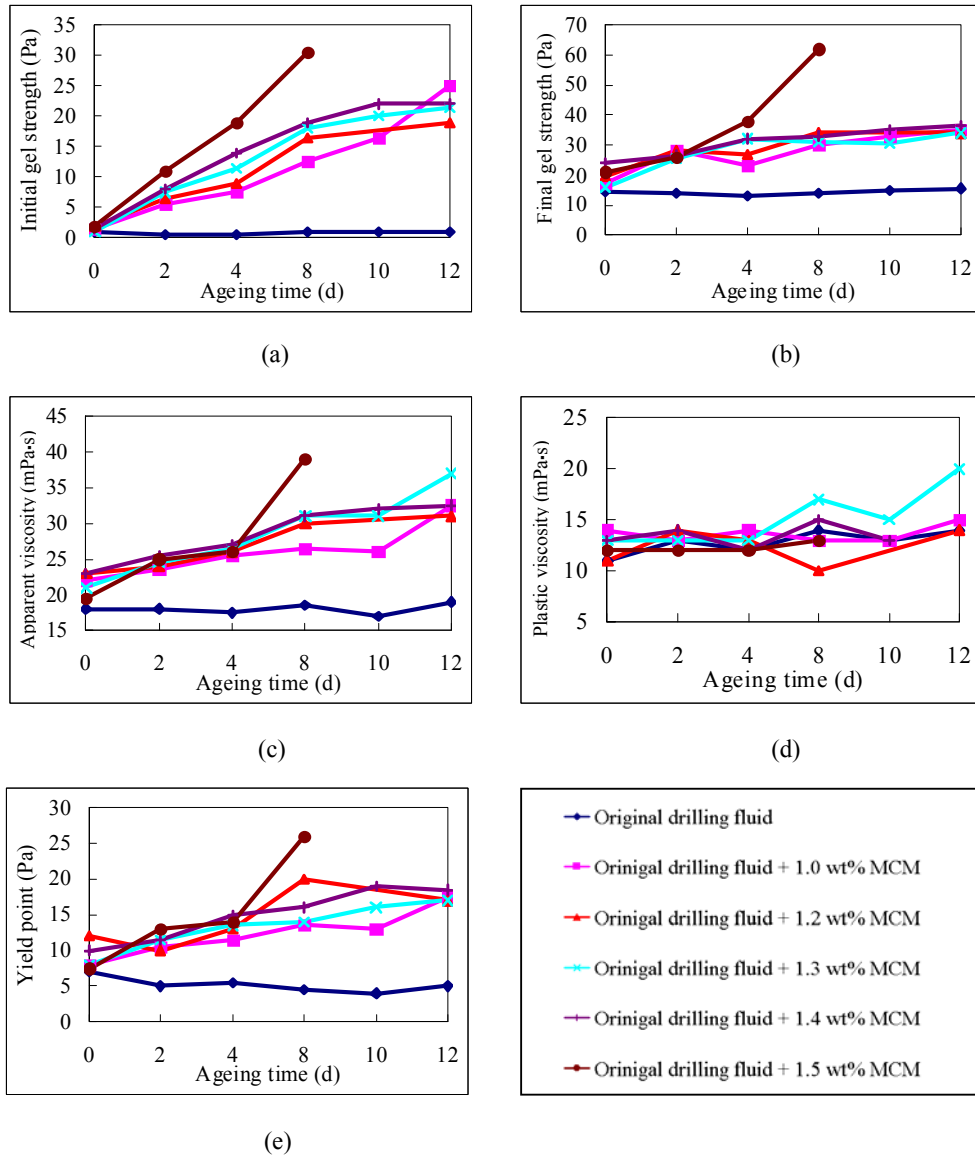 35
30
25
20
15
10
5
0
Initial gel strength (Pa)
0 2 4 8 10 12
Ageing time (d)
(a)
70
60
50
40
30
20
10
0
Final gel strength (Pa)
0 2 4 8 10 12
Ageing time (d)
(b)
45
40
35
30
25
20
15
Apparent viscosity (mPa•s)
0 2 4 8 10 12
Ageing time (d)
(c)
25
20
15
10
5
Plastic viscosity (mPa•s)
0 2 4 8 10 12
Ageing time (d)
(d)
30
25
20
15
10
5
0
Yield point (Pa)
0 2 4 8 10 12
Ageing time (d)
(e)
Original drilling fluid
Orinigal drilling fluid + 1.0 wt% MCM
Orinigal drilling fluid + 1.2 wt% MCM
Orinigal drilling fluid + 1.3 wt% MCM
Orinigal drilling fluid + 1.4 wt% MCM
Orinigal drilling fluid + 1.5 wt% MCM